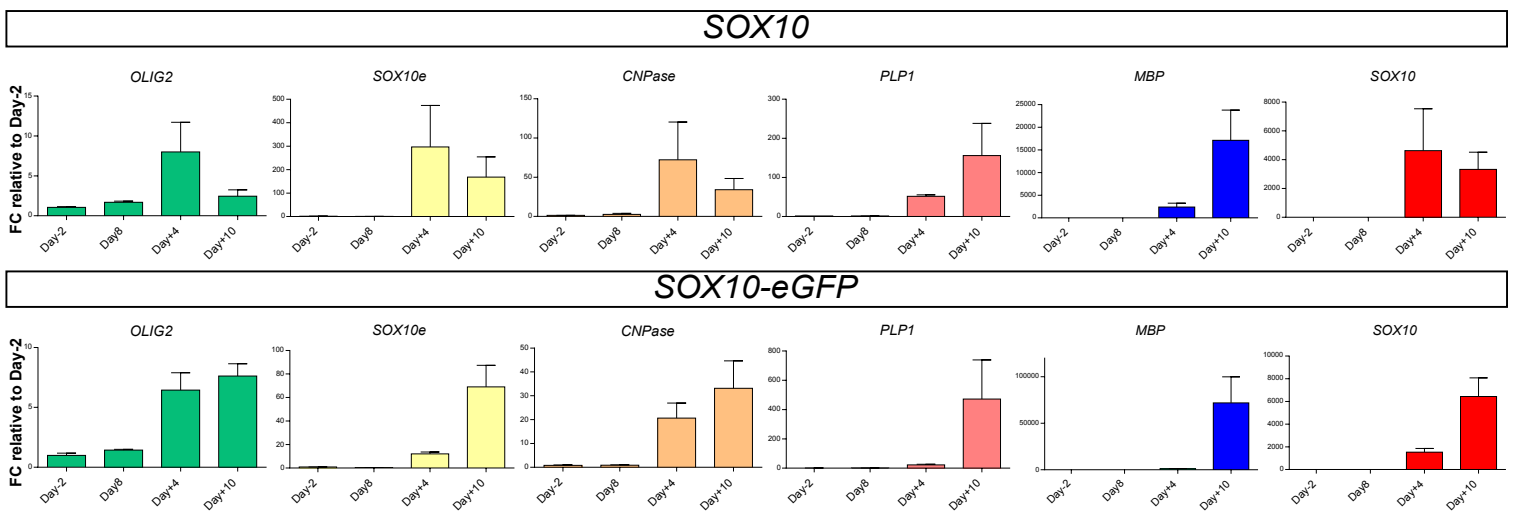 SOX10
OLIG2 SOX10e CNPase PLP1 MBP SOX10
FC relative to Day-2
15 10 5 0
500 400 300 200 100 0
150 100 50 0
300 200 100 0
25000 20000 15000 10000 5000 0
8000 6000 4000 2000 0
Day-2 Day8 Day+4 Day+10 Day-2 Day8 Day+4 Day+10 Day-2 Day8 Day+4 Day+10 Day-2 Day8 Day+4 Day+10 Day-2 Day8 Day+4 Day+10 Day-2 Day8 Day+4 Day+10
SOX10-eGFP
OLIG2 SOX10e CNPase PLP1 MBP SOX10
FC relative to Day-2
10 5 0
100 80 60 40 20 0
50 40 30 20 10 0
800 600 400 200 0
100000 50000 0
10000 8000 6000 4000 2000 0
Day-2 Day8 Day+4 Day+10 Day-2 Day8 Day+4 Day+10 Day-2 Day8 Day+4 Day+10 Day-2 Day8 Day+4 Day+10 Day-2 Day8 Day+4 Day+10 Day-2 Day8 Day+4 Day+10